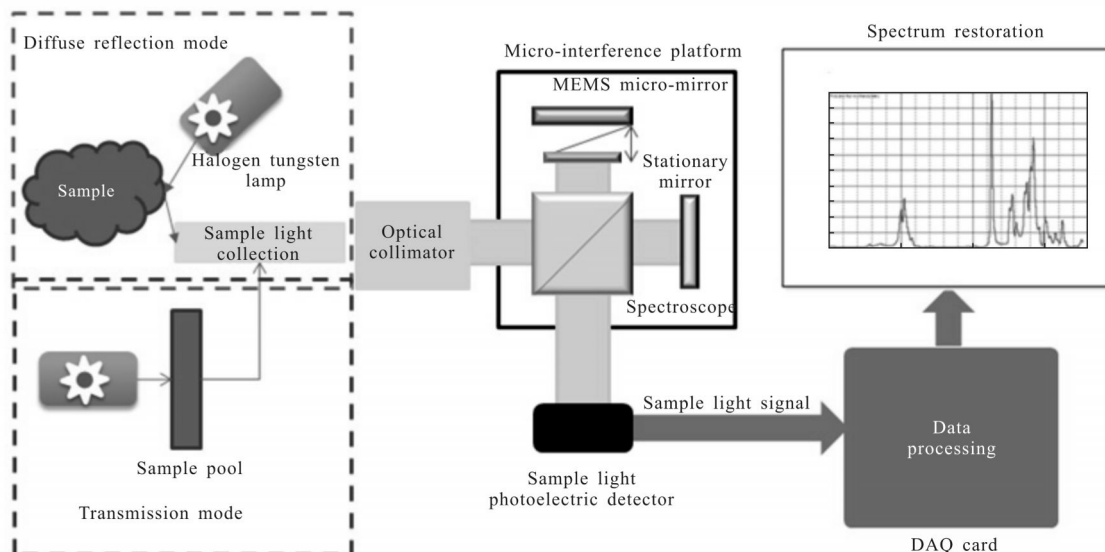 Diffuse reflection mode
Halogen tungsten
lamp
Sample
Sample light
collection
Sample pool
Transmission mode
Optical
collimator
Micro-interference platform
MEMS micro-mirror
Stationary
mirror
Spectroscope
Sample light
photoelectric detector
Sample light signal
Spectrum restoration
Data
processing
DAQ card